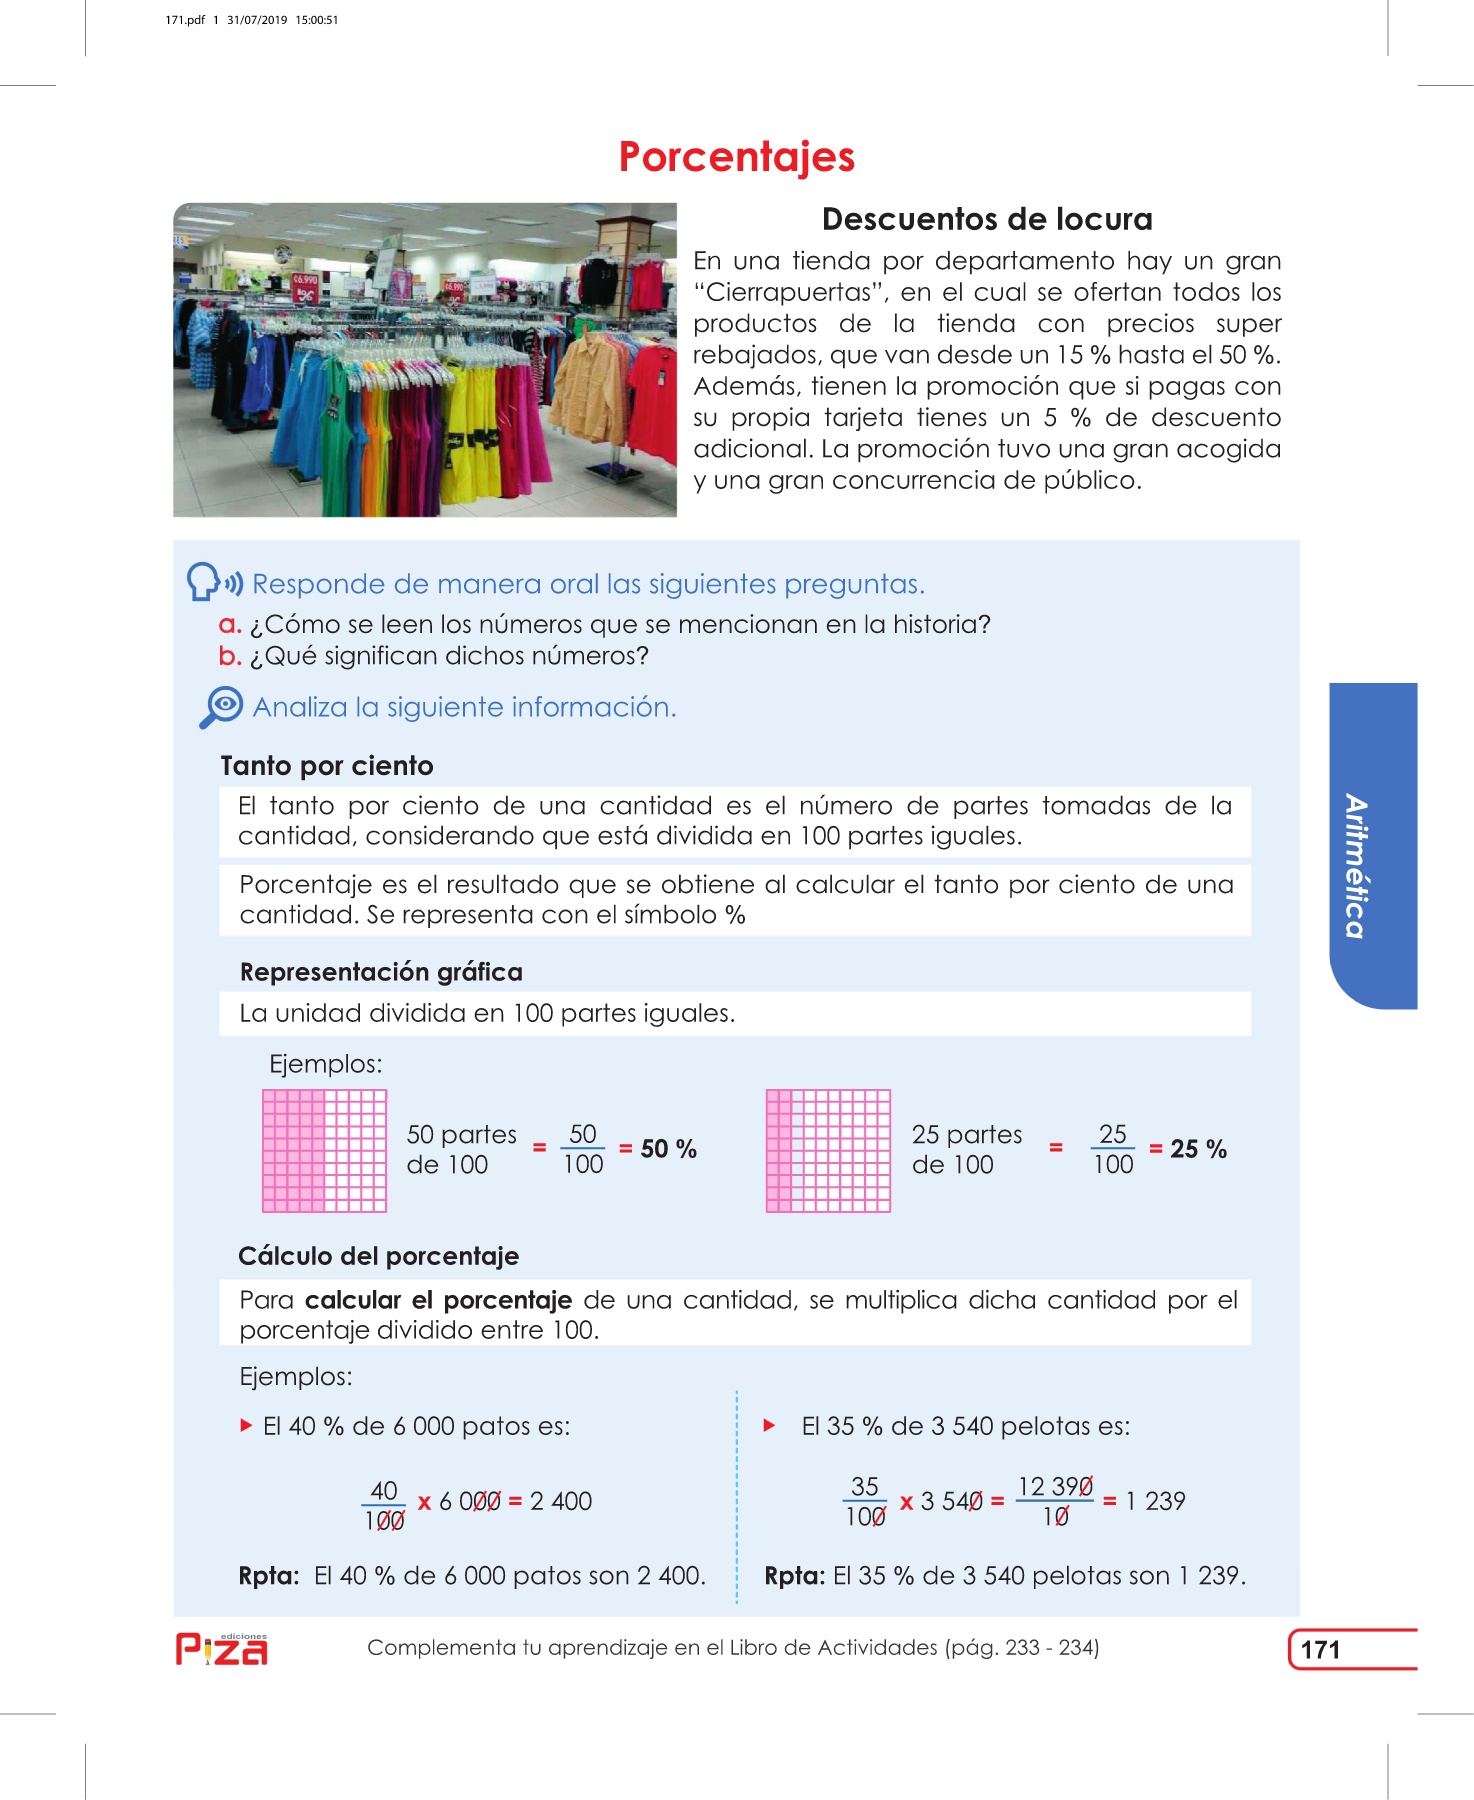 171.pdf 1 31/07/2019 15:00:51
Porcentajes
Descuentos de locura
En una tienda por departamento hay un gran
“Cierrapuertas”, en el cual se ofertan todos los
productos de la tienda con precios super
rebajados, que van desde un 15 % hasta el 50 %.
Además, tienen la promoción que si pagas con
su propia tarjeta tienes un 5 % de descuento
adicional. La promoción tuvo una gran acogida
y una gran concurrencia de público.
¢6.990
¢6.990
Responde de manera oral las siguientes preguntas.
a. ¿Cómo se leen los números que se mencionan en la historia?
b. ¿Qué significan dichos números?
Analiza la siguiente información.
Tanto por ciento
El tanto por ciento de una cantidad es el número de partes tomadas de la
cantidad, considerando que está dividida en 100 partes iguales.
Porcentaje es el resultado que se obtiene al calcular el tanto por ciento de una
cantidad. Se representa con el símbolo %
Representación gráfica
La unidad dividida en 100 partes iguales.
Ejemplos:
50 partes de 100 = 50/100 = 50 %
25 partes de 100 = 25/100 = 25 %
Cálculo del porcentaje
Para calcular el porcentaje de una cantidad, se multiplica dicha cantidad por el
porcentaje dividido entre 100.
Ejemplos:
El 40 % de 6 000 patos es:
40/100 x 6 000 = 2 400
Rpta: El 40 % de 6 000 patos son 2 400.
El 35 % de 3 540 pelotas es:
35/100 x 3 540 = 12 390/10 = 1 239
Rpta: El 35 % de 3 540 pelotas son 1 239.
Aritmética
ediciones
Piza
Complementa tu aprendizaje en el Libro de Actividades (pág. 233 - 234)
171